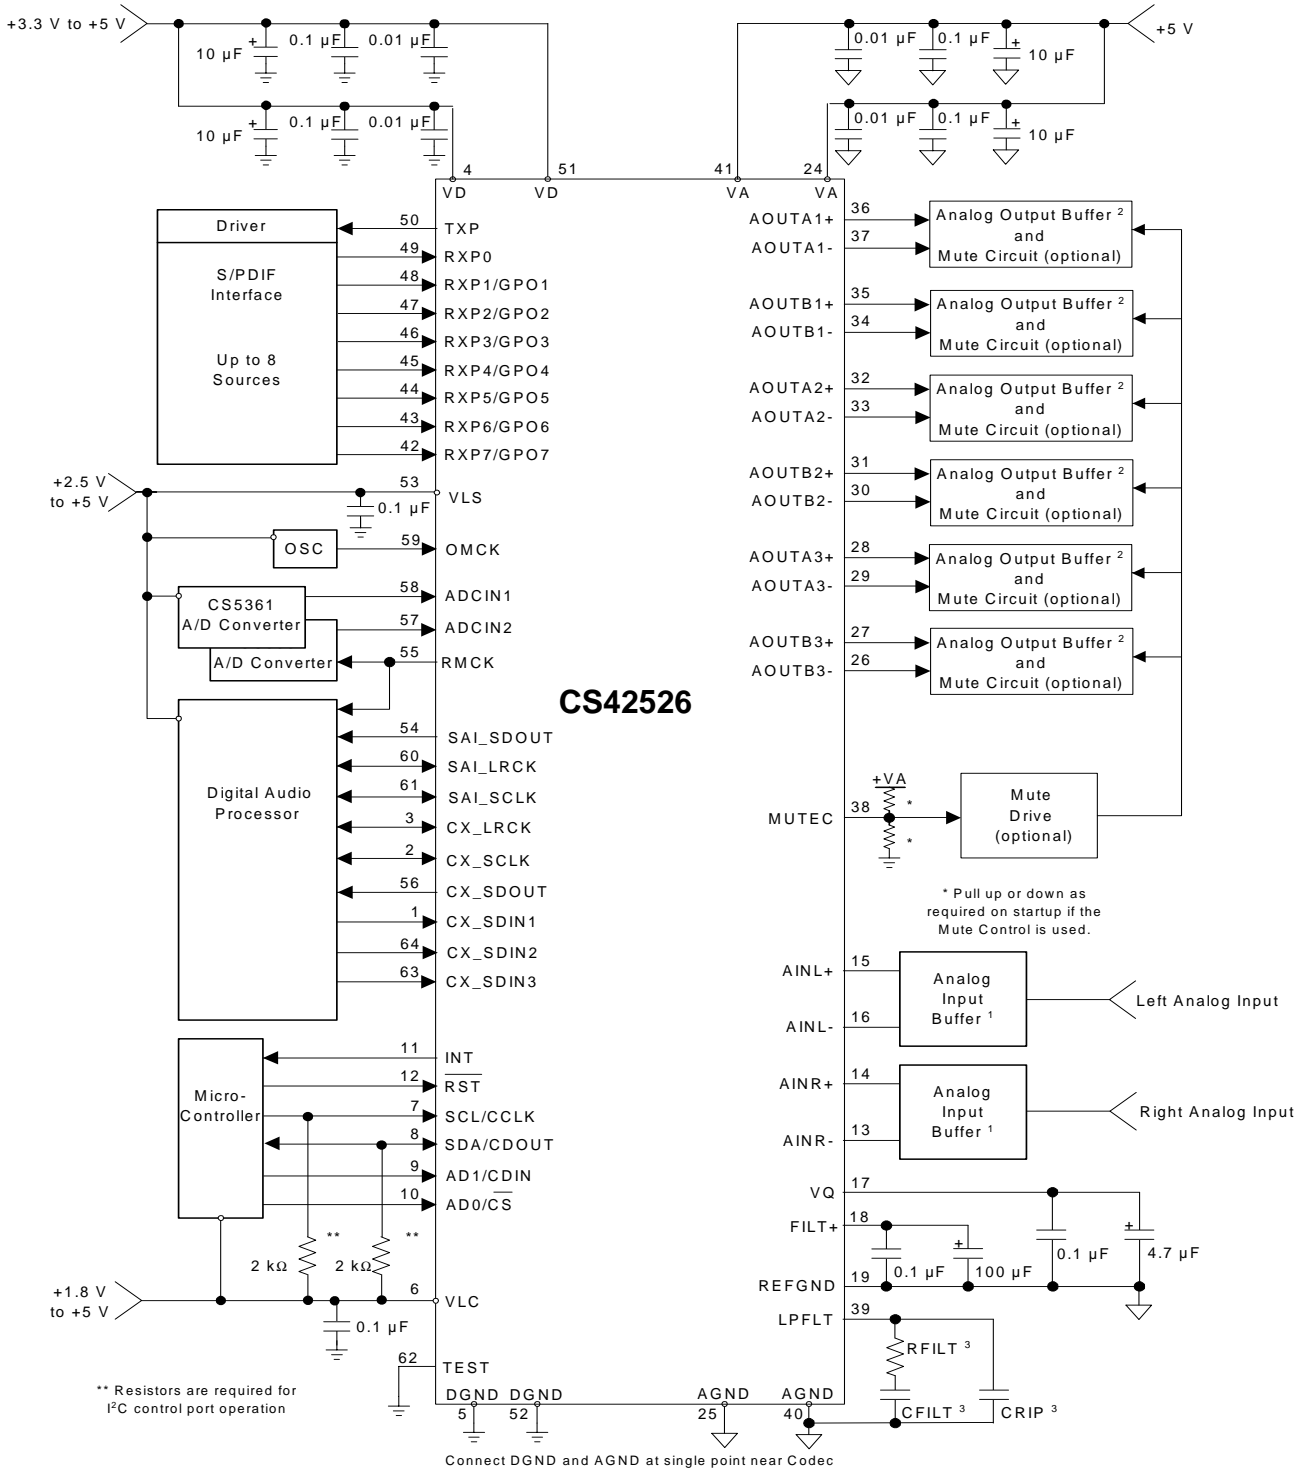 +3.3 V to +5 V
+5 V
10 µF
+
0.1 µF
0.01 µF
0.01 µF
0.1 µF
+
10 µF
10 µF
+
0.1 µF
0.01 µF
0.01 µF
0.1 µF
+
10 µF
4
51
41
24
VD
VD
VA
VA
Driver
S/PDIF
Interface
Up to 8
Sources
50
TXP
49
RXP0
48
RXP1/GPO1
47
RXP2/GPO2
46
RXP3/GPO3
45
RXP4/GPO4
44
RXP5/GPO5
43
RXP6/GPO6
42
RXP7/GPO7
+2.5 V
to +5 V
53
VLS
0.1 µF
OSC
59
OMCK
CS5361
A/D Converter
58
ADCIN1
57
ADCIN2
A/D Converter
55
RMCK
CS42526
Digital Audio
Processor
54
SAI_SDOUT
60
SAI_LRCK
61
SAI_SCLK
3
CX_LRCK
2
CX_SCLK
56
CX_SDOUT
1
CX_SDIN1
64
CX_SDIN2
63
CX_SDIN3
Micro-
Controller
11
INT
12
RST
7
SCL/CCLK
8
SDA/CDOUT
9
AD1/CDIN
10
AD0/CS
**
2 kΩ
**
2 kΩ
+1.8 V
to +5 V
6
VLC
0.1 µF
62
TEST
** Resistors are required for
I²C control port operation
DGND
5
DGND
52
AGND
25
AGND
40
Connect DGND and AGND at single point near Codec
AOUTA1+
36
AOUTA1-
37
Analog Output Buffer ²
and
Mute Circuit (optional)
AOUTB1+
35
AOUTB1-
34
Analog Output Buffer ²
and
Mute Circuit (optional)
AOUTA2+
32
AOUTA2-
33
Analog Output Buffer ²
and
Mute Circuit (optional)
AOUTB2+
31
AOUTB2-
30
Analog Output Buffer ²
and
Mute Circuit (optional)
AOUTA3+
28
AOUTA3-
29
Analog Output Buffer ²
and
Mute Circuit (optional)
AOUTB3+
27
AOUTB3-
26
Analog Output Buffer ²
and
Mute Circuit (optional)
MUTEC
38
+VA
*
*
Mute
Drive
(optional)
* Pull up or down as
required on startup if the
Mute Control is used.
AINL+
15
AINL-
16
Analog
Input
Buffer ¹
Left Analog Input
AINR+
14
AINR-
13
Analog
Input
Buffer ¹
Right Analog Input
VQ
17
FILT+
18
0.1 µF
+
100 µF
0.1 µF
+
4.7 µF
REFGND
19
LPFLT
39
RFILT ³
CFILT ³
CRIP ³